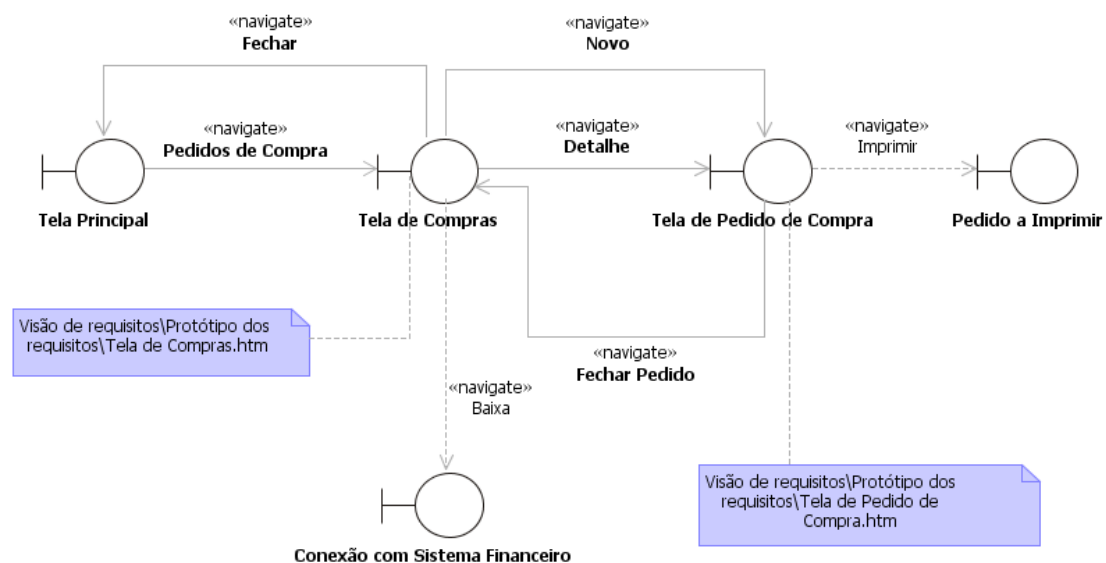 «navigate»
Fechar
«navigate»
Novo
«navigate»
Pedidos de Compra
«navigate»
Detalhe
«navigate»
Imprimir
Tela Principal
Tela de Compras
Tela de Pedido de Compra
Pedido a Imprimir
Visão de requisitos\Protótipo dos
requisitos\Tela de Compras.htm
«navigate»
Fechar Pedido
«navigate»
Baixa
Visão de requisitos\Protótipo dos
requisitos\Tela de Pedido de
Compra.htm
Conexão com Sistema Financeiro